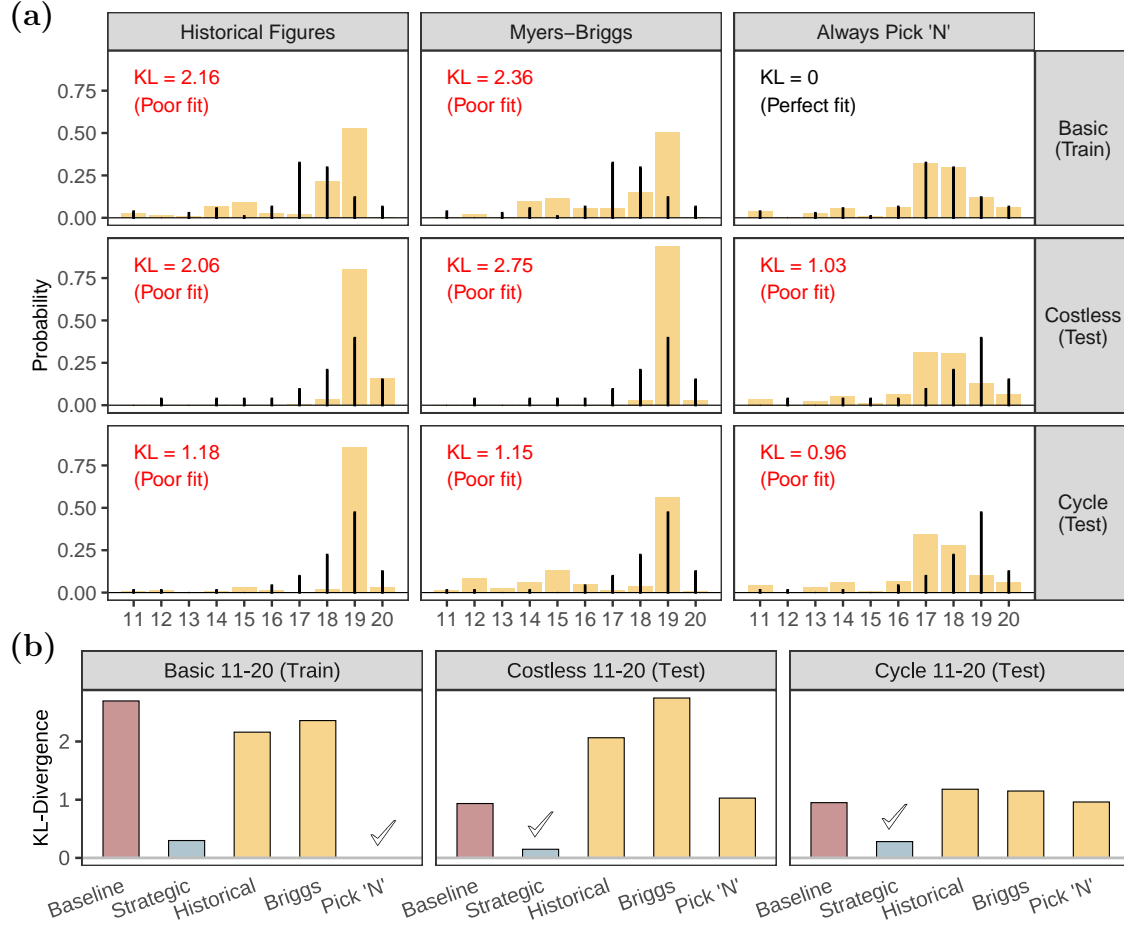 (a)
Historical Figures
Myers–Briggs
Always Pick 'N'
KL = 2.16
(Poor fit)
KL = 2.36
(Poor fit)
KL = 0
(Perfect fit)
Basic
(Train)
0.75
0.50
0.25
0.00
KL = 2.06
(Poor fit)
KL = 2.75
(Poor fit)
KL = 1.03
(Poor fit)
Costless
(Test)
0.75
0.50
0.25
0.00
Probability
KL = 1.18
(Poor fit)
KL = 1.15
(Poor fit)
KL = 0.96
(Poor fit)
Cycle
(Test)
0.75
0.50
0.25
0.00
11 12 13 14 15 16 17 18 19 20
11 12 13 14 15 16 17 18 19 20
11 12 13 14 15 16 17 18 19 20
(b)
Basic 11-20 (Train)
Costless 11-20 (Test)
Cycle 11-20 (Test)
KL-Divergence
2
1
0
Baseline
Strategic
Historical
Briggs
Pick 'N'
Baseline
Strategic
Historical
Briggs
Pick 'N'
Baseline
Strategic
Historical
Briggs
Pick 'N'